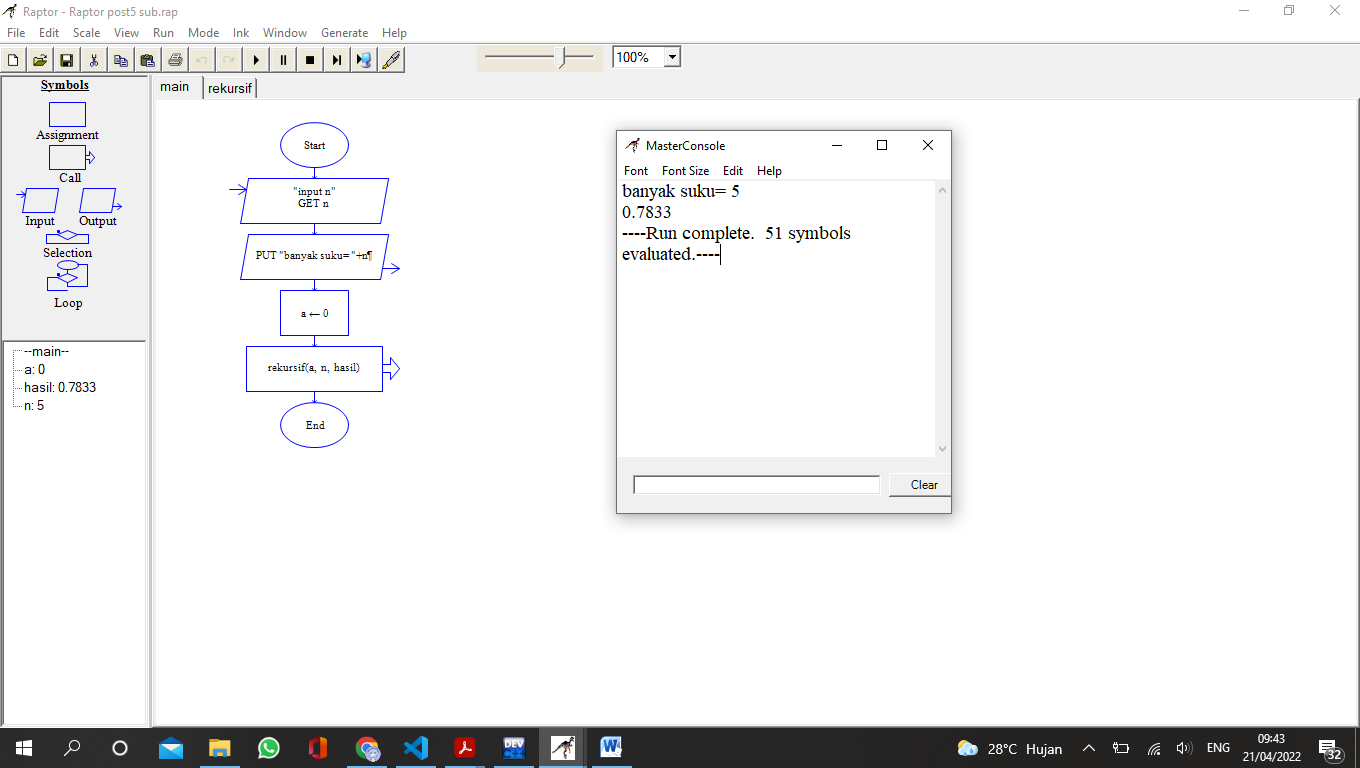 Raptor - Raptor post5 sub.rap
File Edit Scale View Run Mode Ink Window Generate Help
100%
Symbols
Assignment
Call
Input Output
Selection
Loop
--main--
a: 0
hasil: 0.7833
n: 5
main rekursif
Start
"input n"
GET n
PUT "banyak suku= "+n¶
a ← 0
rekursif(a, n, hasil)
End
MasterConsole
Font Font Size Edit Help
banyak suku= 5
0.7833
----Run complete. 51 symbols
evaluated.----
Clear
DEV
C++
W
28°C Hujan
ENG
09:43
21/04/2022
32